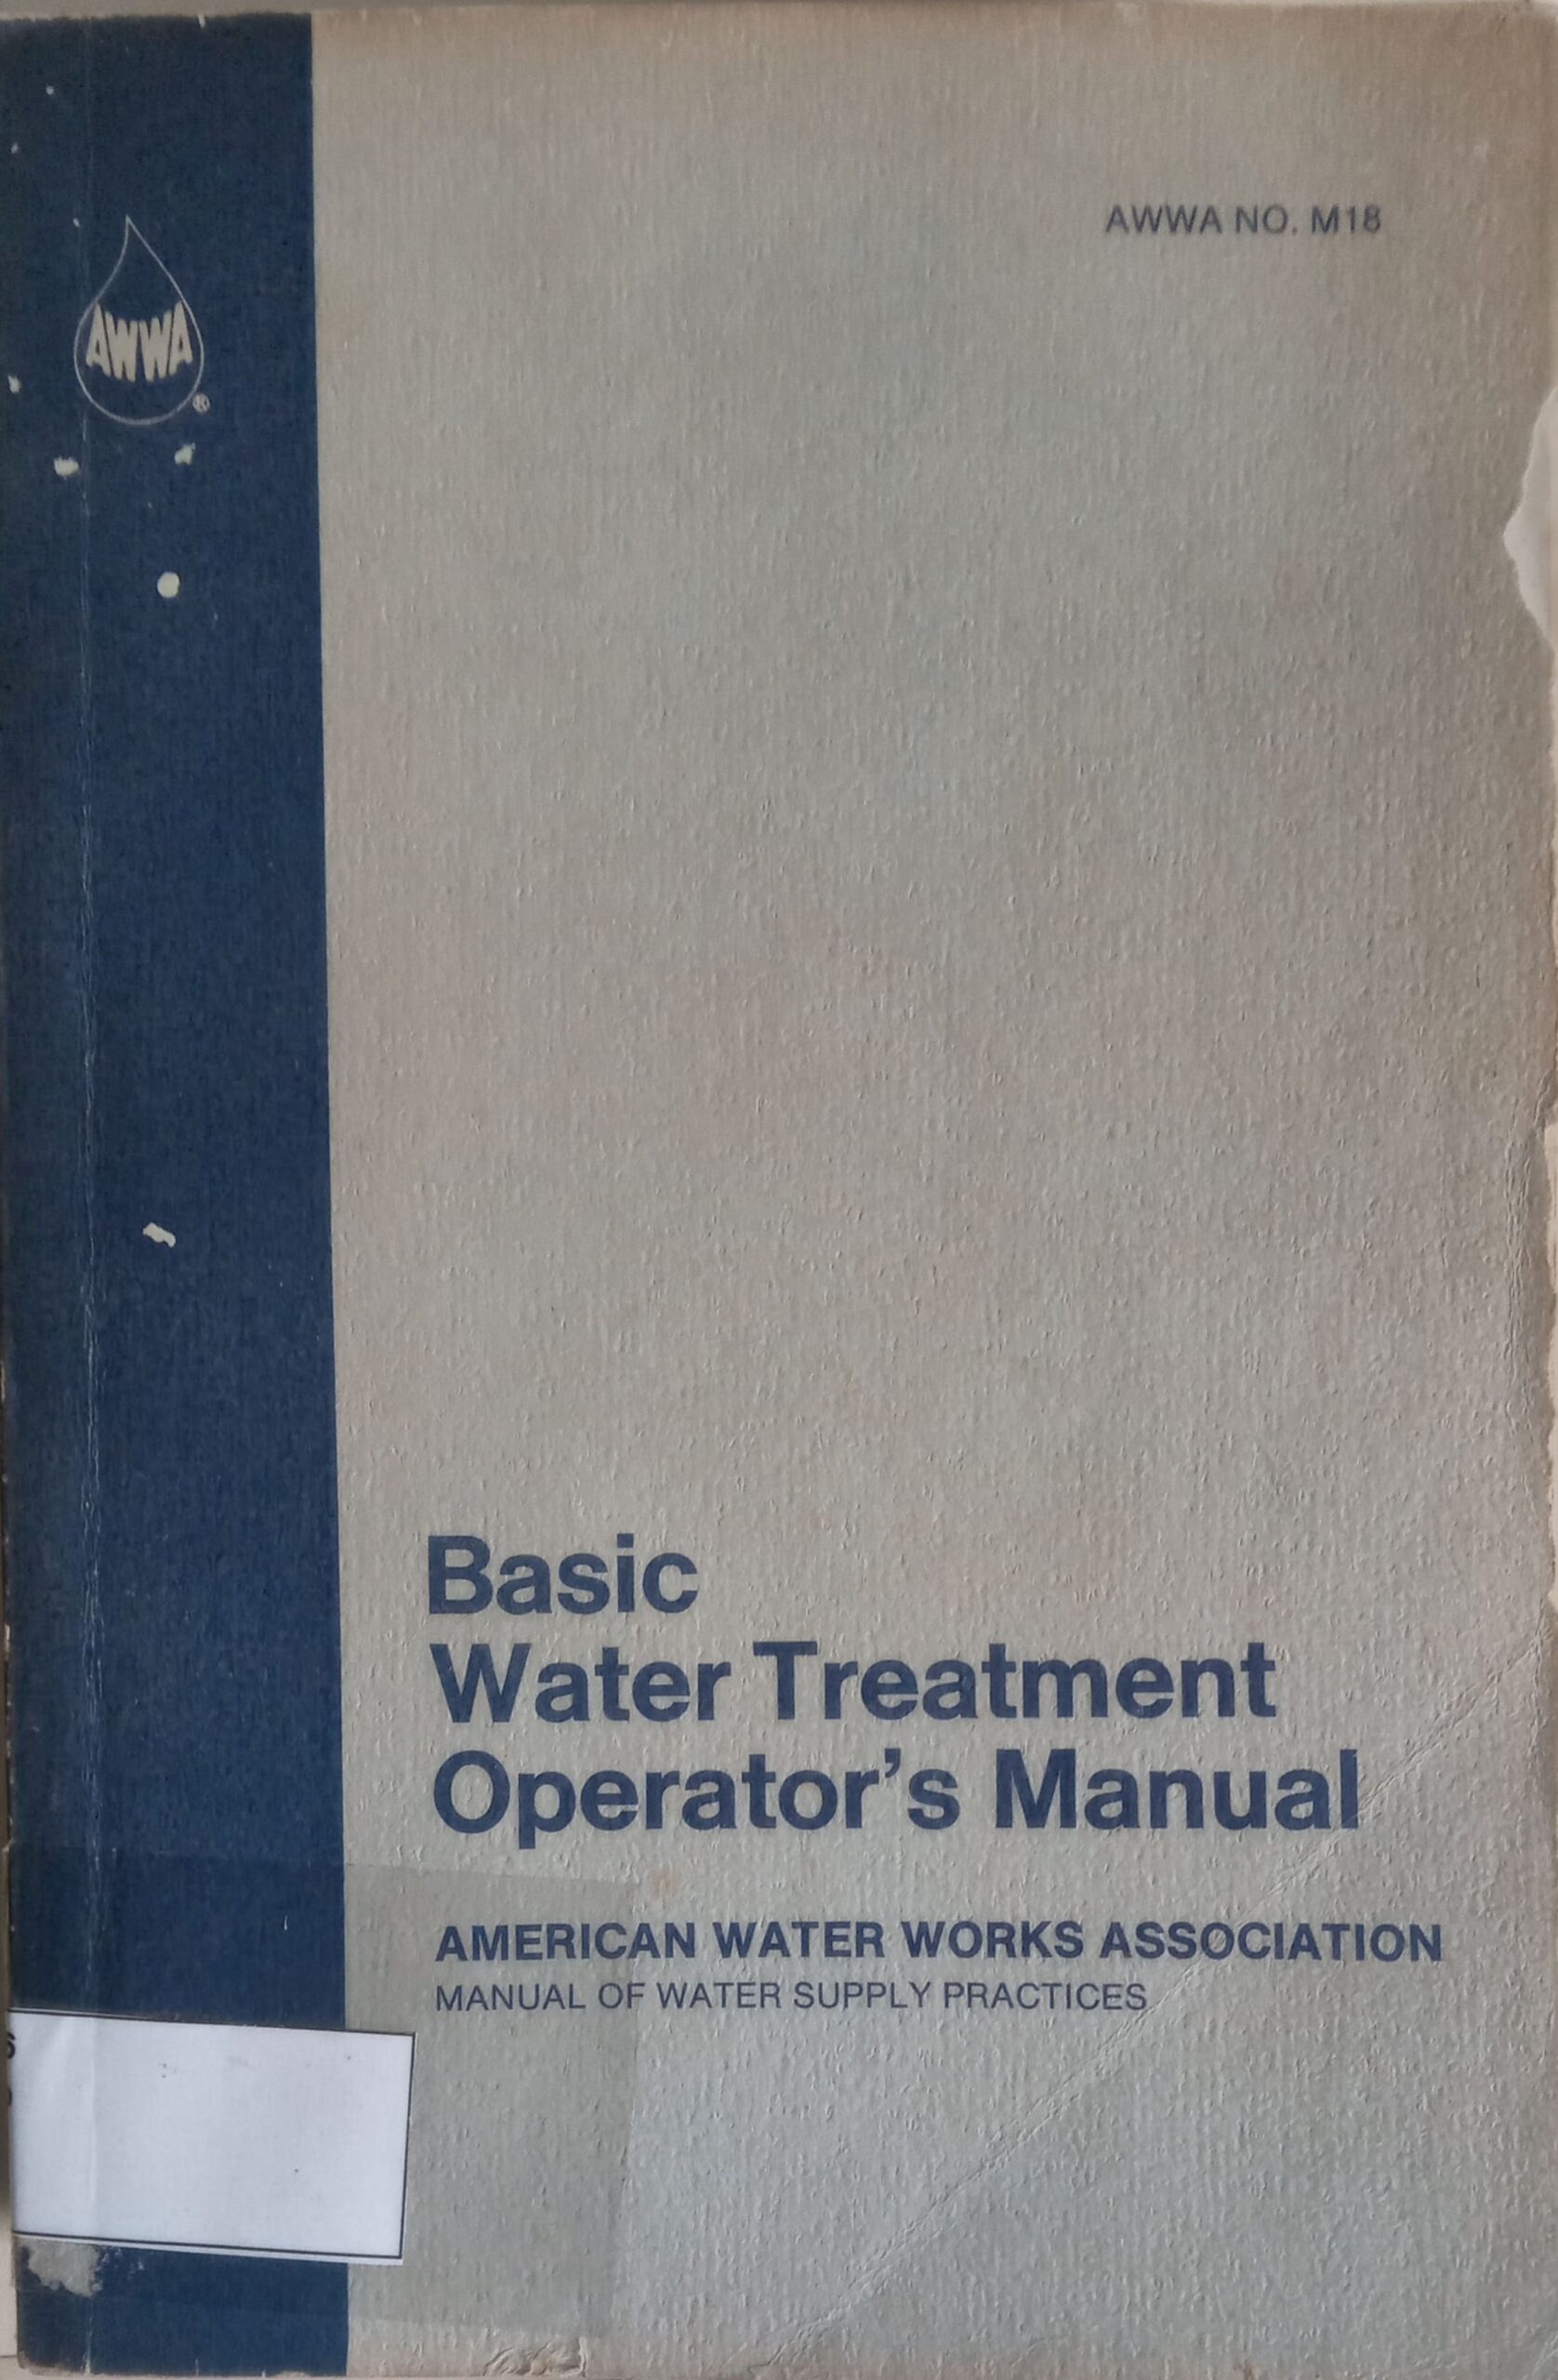 AWWA NO. M18
AWWA
®
Basic
Water Treatment
Operator's Manual
AMERICAN WATER WORKS ASSOCIATION
MANUAL OF WATER SUPPLY PRACTICES